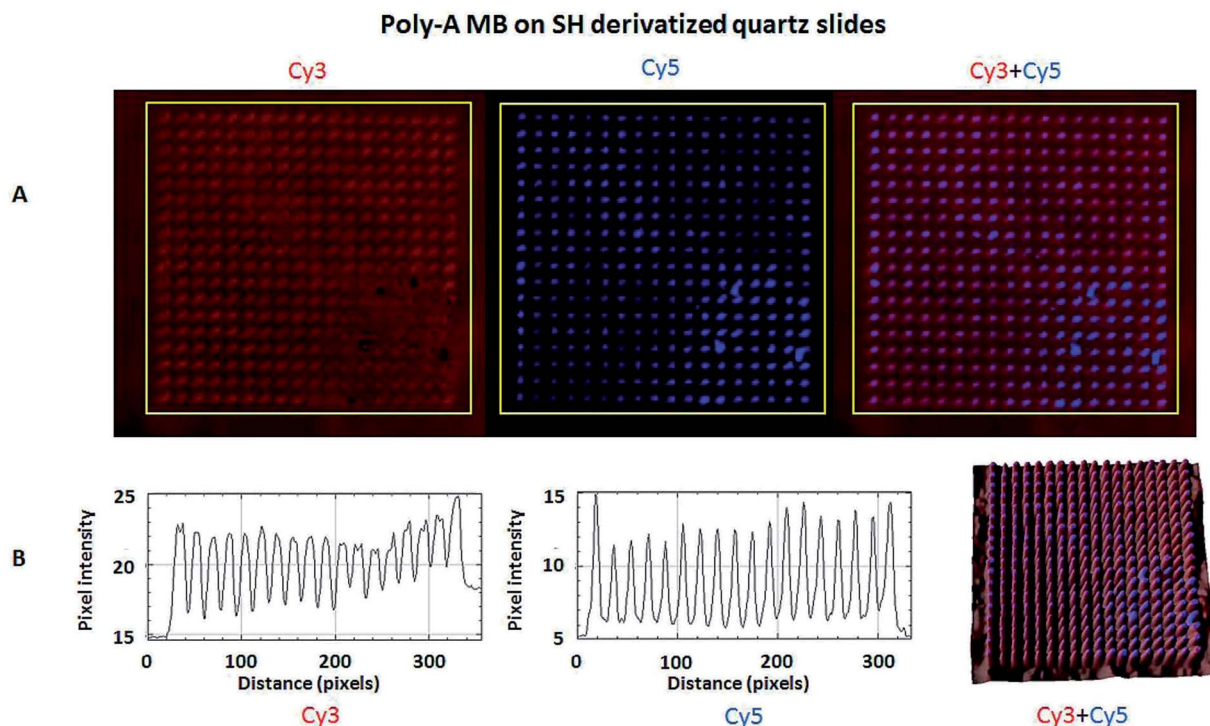 Poly-A MB on SH derivatized quartz slides
Cy3
Cy5
Cy3+Cy5
A
B
Pixel intensity
25
20
15
0
100
200
300
Distance (pixels)
Cy3
Pixel intensity
15
10
5
0
100
200
300
Distance (pixels)
Cy5
Cy3+Cy5